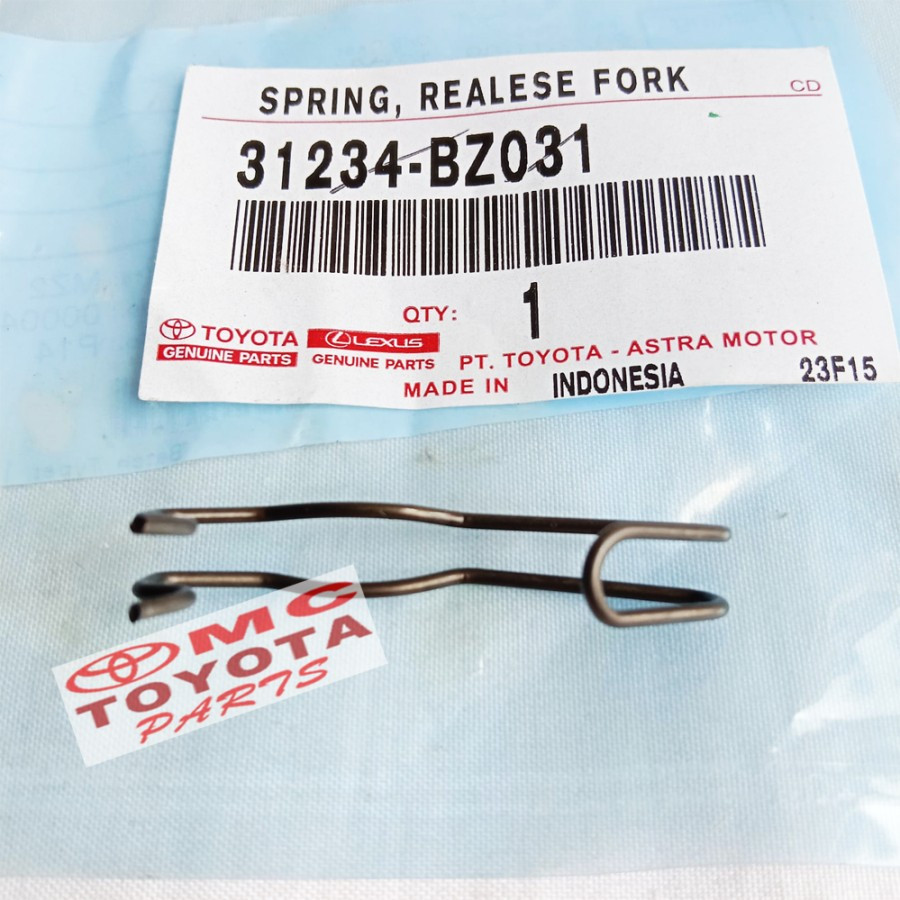 SPRING, REALESE FORK
CD
31234-BZ031
QTY: 1
TOYOTA
GENUINE PARTS
LEXUS
GENUINE PARTS
PT. TOYOTA - ASTRA MOTOR
MADE IN INDONESIA
23F15
MC
TOYOTA
PARTS